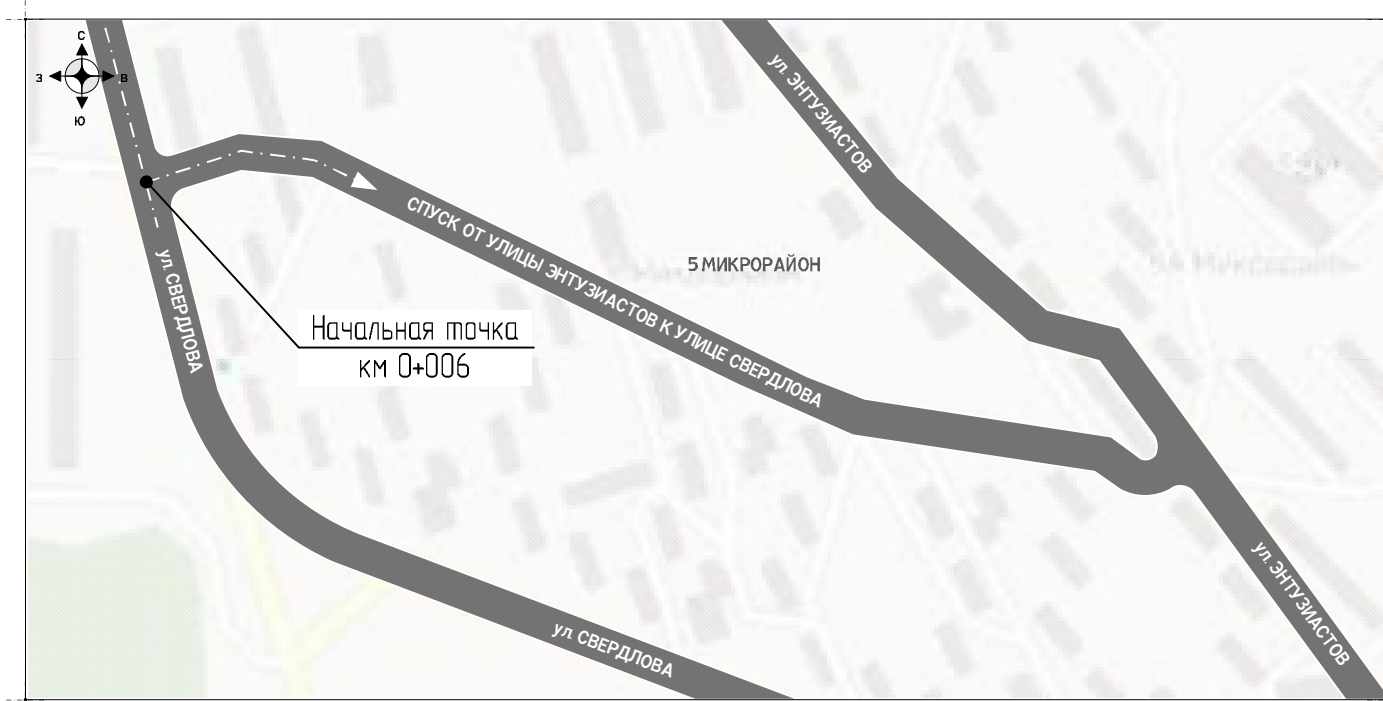 С
З
В
Ю
ул. ЭНТУЗИАСТОВ
СПУСК ОТ УЛИЦЫ ЭНТУЗИАСТОВ К УЛИЦЕ СВЕРДЛОВА
5 МИКРОРАЙОН
ул. СВЕРДЛОВА
Начальная точка
км 0+006
ул. ЭНТУЗИАСТОВ
ул. СВЕРДЛОВА